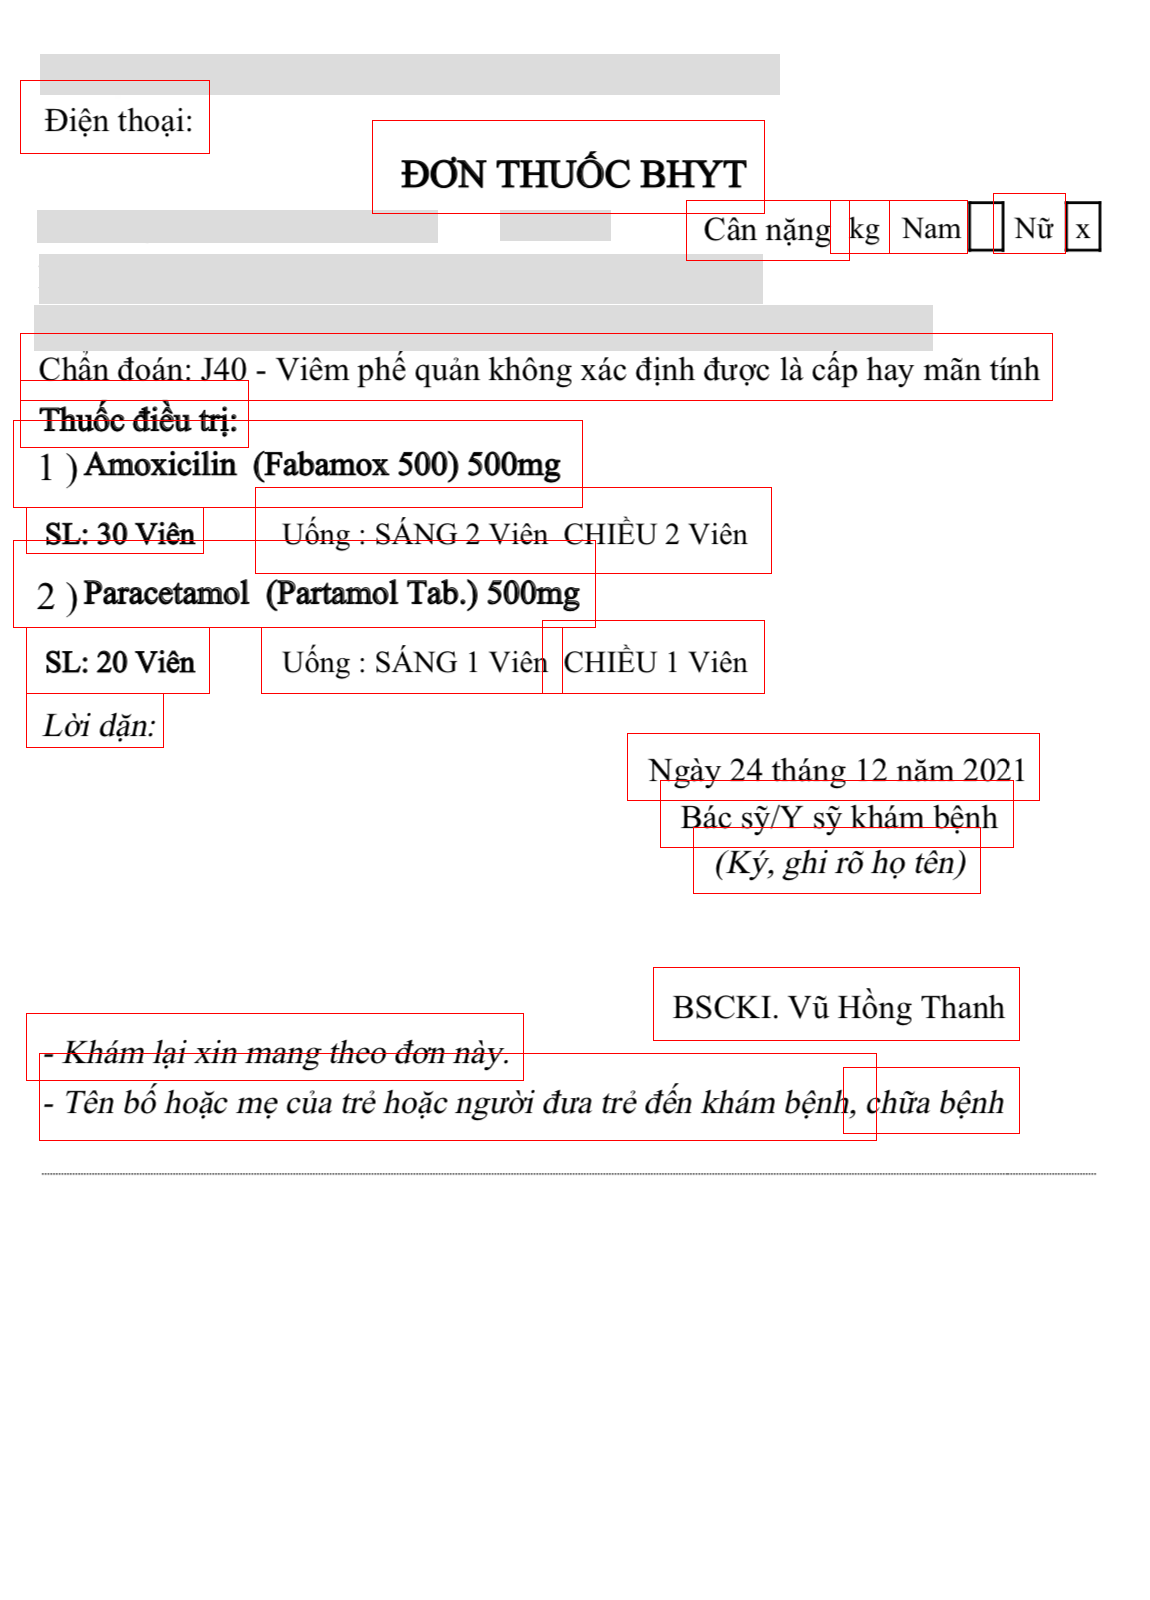 Điện thoại:
ĐƠN THUỐC BHYT
Cân nặng kg Nam Nữ x
Chẩn đoán: J40 - Viêm phế quản không xác định được là cấp hay mãn tính
Thuốc điều trị:
1 ) Amoxicilin (Fabamox 500) 500mg
SL: 30 Viên Uống : SÁNG 2 Viên CHIỀU 2 Viên
2 ) Paracetamol (Partamol Tab.) 500mg
SL: 20 Viên Uống : SÁNG 1 Viên CHIỀU 1 Viên
Lời dặn:
Ngày 24 tháng 12 năm 2021
Bác sỹ/Y sỹ khám bệnh
(Ký, ghi rõ họ tên)
BSCKI. Vũ Hồng Thanh
- Khám lại xin mang theo đơn này.
- Tên bố hoặc mẹ của trẻ hoặc người đưa trẻ đến khám bệnh, chữa bệnh